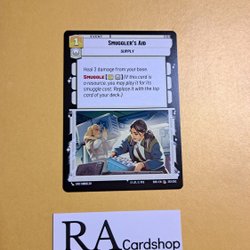 EVENT
1
SMUGGLER'S AID
SUPPLY
Heal 3 damage from your base.
SMUGGLE [ ] (If this card is
a resource, you may play it for its
smuggle cost. Replace it with the top
card of your deck.)
RA
Cardshop